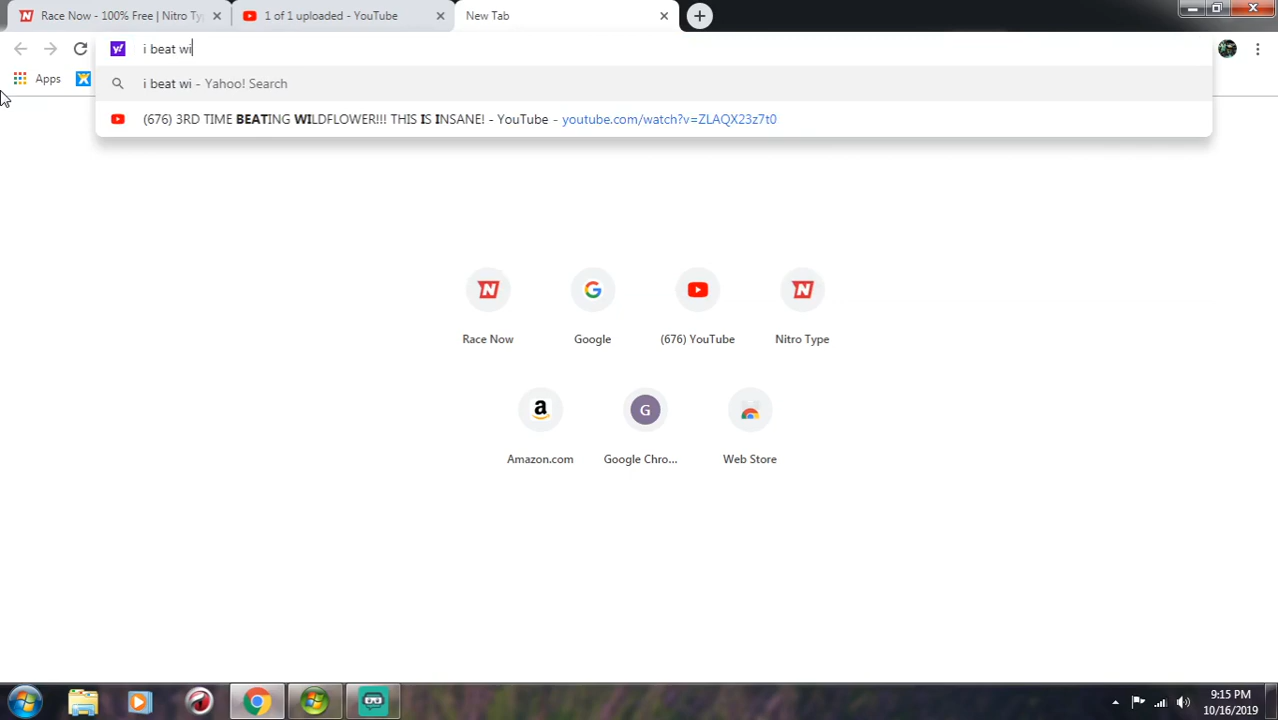 Race Now - 100% Free | Nitro Ty
1 of 1 uploaded - YouTube
New Tab
y!
i beat wi
Apps
i beat wi - Yahoo! Search
(676) 3RD TIME BEATING WILDFLOWER!!! THIS IS INSANE! - YouTube - youtube.com/watch?v=ZLAQX23z7t0
Race Now
Google
(676) YouTube
Nitro Type
Amazon.com
G
Google Chro...
Web Store
9:15 PM
10/16/2019